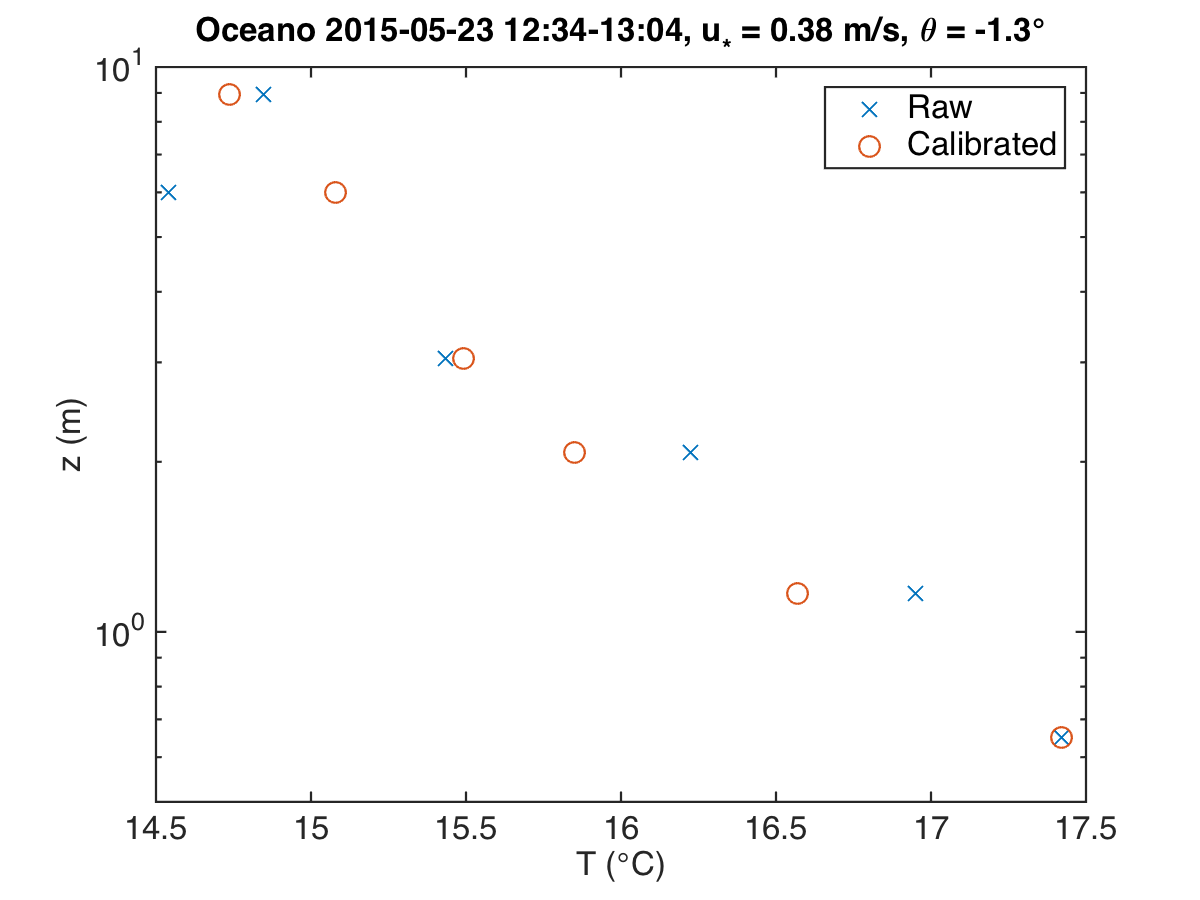 Oceano 2015-05-23 12:34-13:04, u* = 0.38 m/s, θ = -1.3°
10^1
Raw
Calibrated
z (m)
10^0
14.5 15 15.5 16 16.5 17 17.5
T (°C)